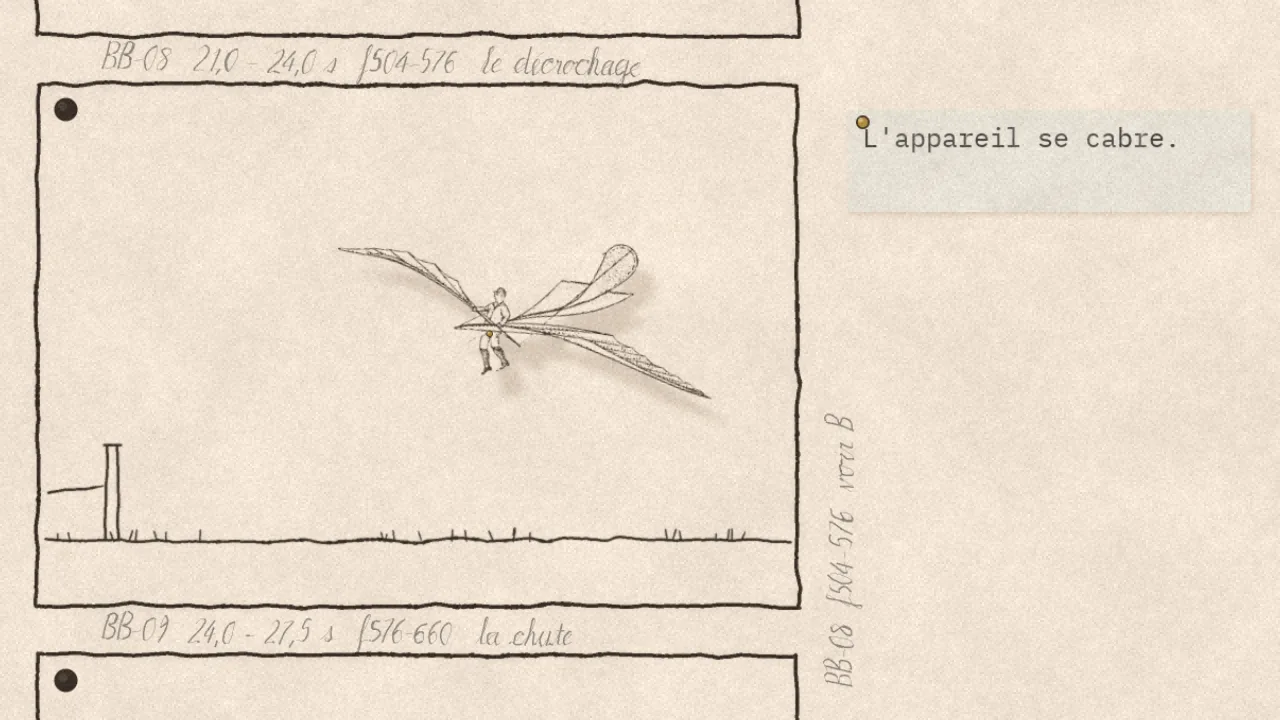 BB-08 21,0 - 24,0 s f504-576 le décrochage
L'appareil se cabre.
BB-08 f504-576 voir B
BB-09 24,0 - 27,5 s f576-660 la chute